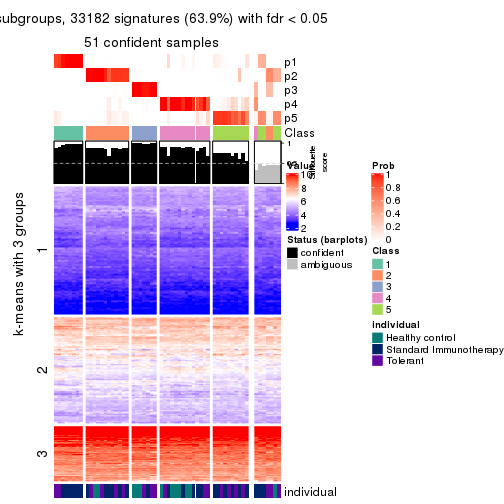 subgroups, 33182 signatures (63.9%) with fdr < 0.05
51 confident samples
p1
p2
p3
p4
p5
Class
1
0.5
Silhouette
score
Value
10
8
6
4
2
Prob
1
0.8
0.6
0.4
0.2
0
Status (barplots)
confident
ambiguous
Class
1
2
3
4
5
individual
Healthy control
Standard Immunotherapy
Tolerant
k-means with 3 groups
1
2
3
individual